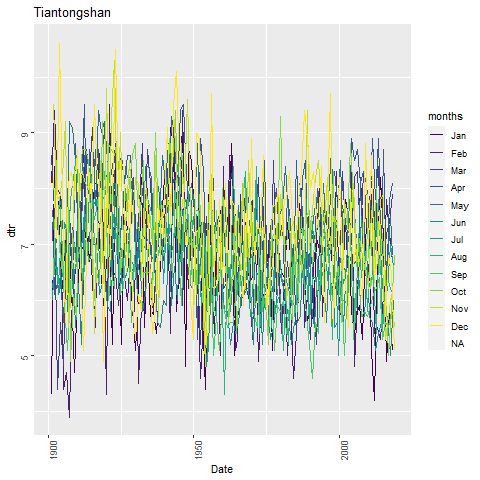 Tiantongshan
dtr
9
7
5
1900
1950
2000
Date
months
Jan
Feb
Mar
Apr
May
Jun
Jul
Aug
Sep
Oct
Nov
Dec
NA